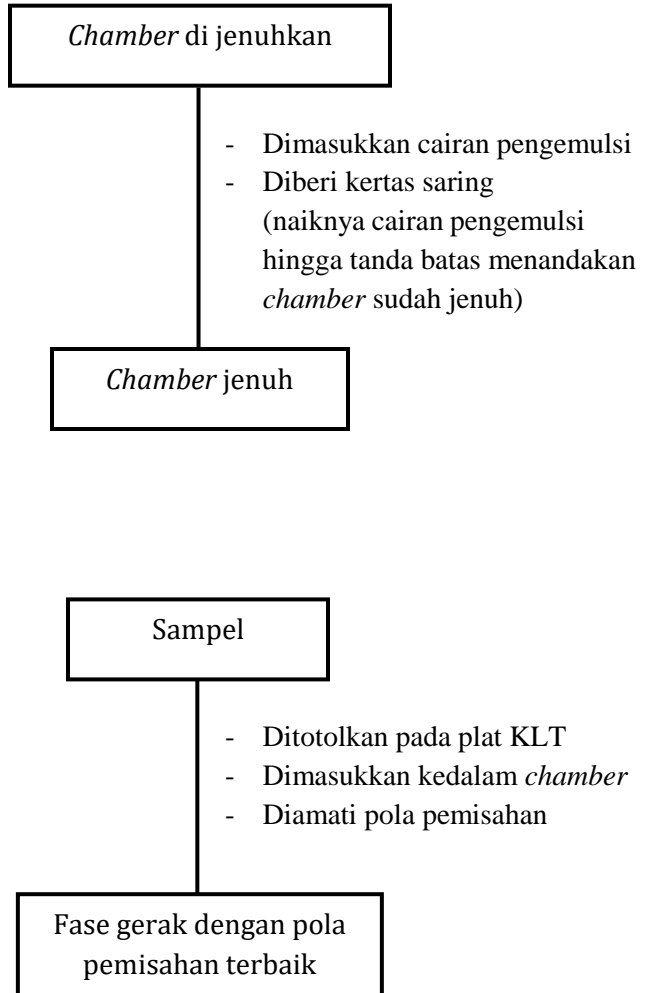 Chamber di jenuhkan
- Dimasukkan cairan pengemulsi
- Diberi kertas saring
(naiknya cairan pengemulsi
hingga tanda batas menandakan
chamber sudah jenuh)
Chamber jenuh
Sampel
- Ditotolkan pada plat KLT
- Dimasukkan kedalam chamber
- Diamati pola pemisahan
Fase gerak dengan pola
pemisahan terbaik